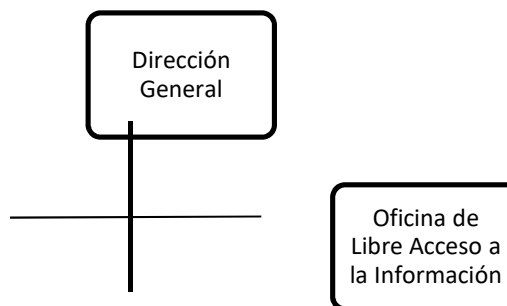 Dirección
General
Oficina de
Libre Acceso a
la Información